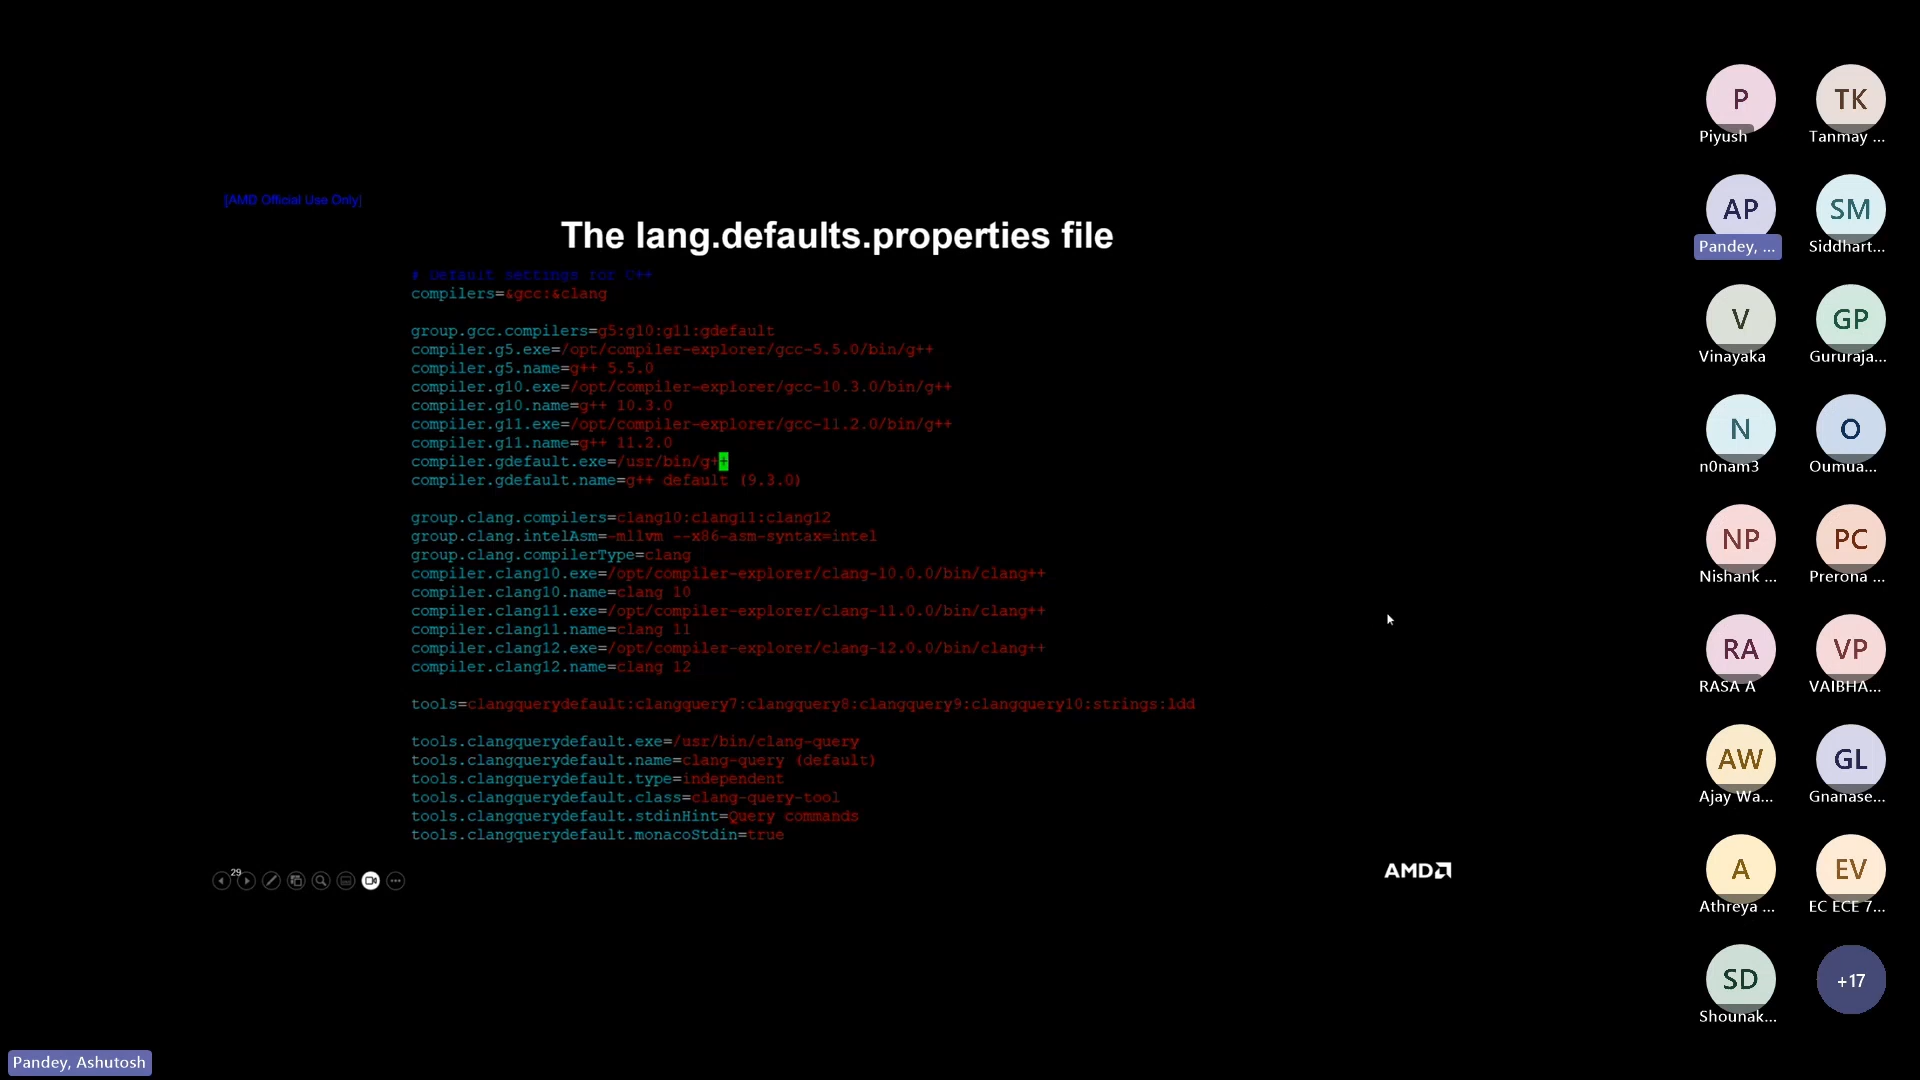 [AMD Official Use Only]
The lang.defaults.properties file
# Default settings for C++
compilers=&gcc:&clang
group.gcc.compilers=g5:g10:g11:gdefault
compiler.g5.exe=/opt/compiler-explorer/gcc-5.5.0/bin/g++
compiler.g5.name=g++ 5.5.0
compiler.g10.exe=/opt/compiler-explorer/gcc-10.3.0/bin/g++
compiler.g10.name=g++ 10.3.0
compiler.g11.exe=/opt/compiler-explorer/gcc-11.2.0/bin/g++
compiler.g11.name=g++ 11.2.0
compiler.gdefault.exe=/usr/bin/g++
compiler.gdefault.name=g++ default (9.3.0)
group.clang.compilers=clang10:clang11:clang12
group.clang.intelAsm=-mllvm --x86-asm-syntax=intel
group.clang.compilerType=clang
compiler.clang10.exe=/opt/compiler-explorer/clang-10.0.0/bin/clang++
compiler.clang10.name=clang 10
compiler.clang11.exe=/opt/compiler-explorer/clang-11.0.0/bin/clang++
compiler.clang11.name=clang 11
compiler.clang12.exe=/opt/compiler-explorer/clang-12.0.0/bin/clang++
compiler.clang12.name=clang 12
tools=clangquerydefault:clangquery7:clangquery8:clangquery9:clangquery10:strings:ldd
tools.clangquerydefault.exe=/usr/bin/clang-query
tools.clangquerydefault.name=clang-query (default)
tools.clangquerydefault.type=independent
tools.clangquerydefault.class=clang-query-tool
tools.clangquerydefault.stdinHint=Query commands
tools.clangquerydefault.monacoStdin=true
29
AMD
P
Piyush
TK
Tanmay ...
AP
Pandey, ...
SM
Siddhart...
V
Vinayaka
GP
Gururaja...
N
n0nam3
O
Oumua...
NP
Nishank ...
PC
Prerona ...
RA
RASA A
VP
VAIBHA...
AW
Ajay Wa...
GL
Gnanase...
A
Athreya ...
EV
EC ECE 7...
SD
Shounak...
+17
Pandey, Ashutosh